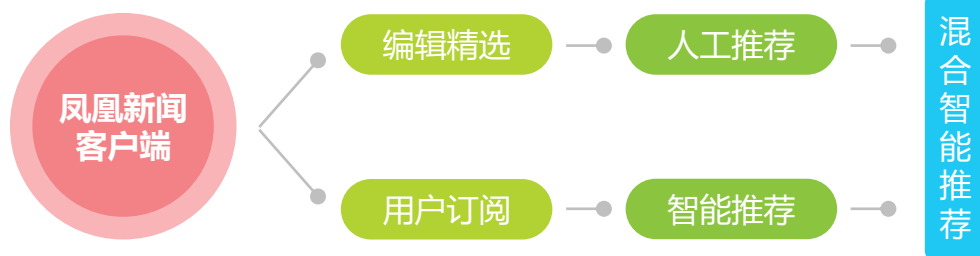 凤凰新闻
客户端
编辑精选
人工推荐
用户订阅
智能推荐
混合智能推荐